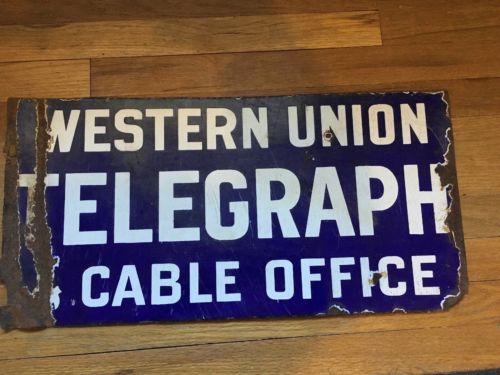 WESTERN UNION
TELEGRAPH
& CABLE OFFICE